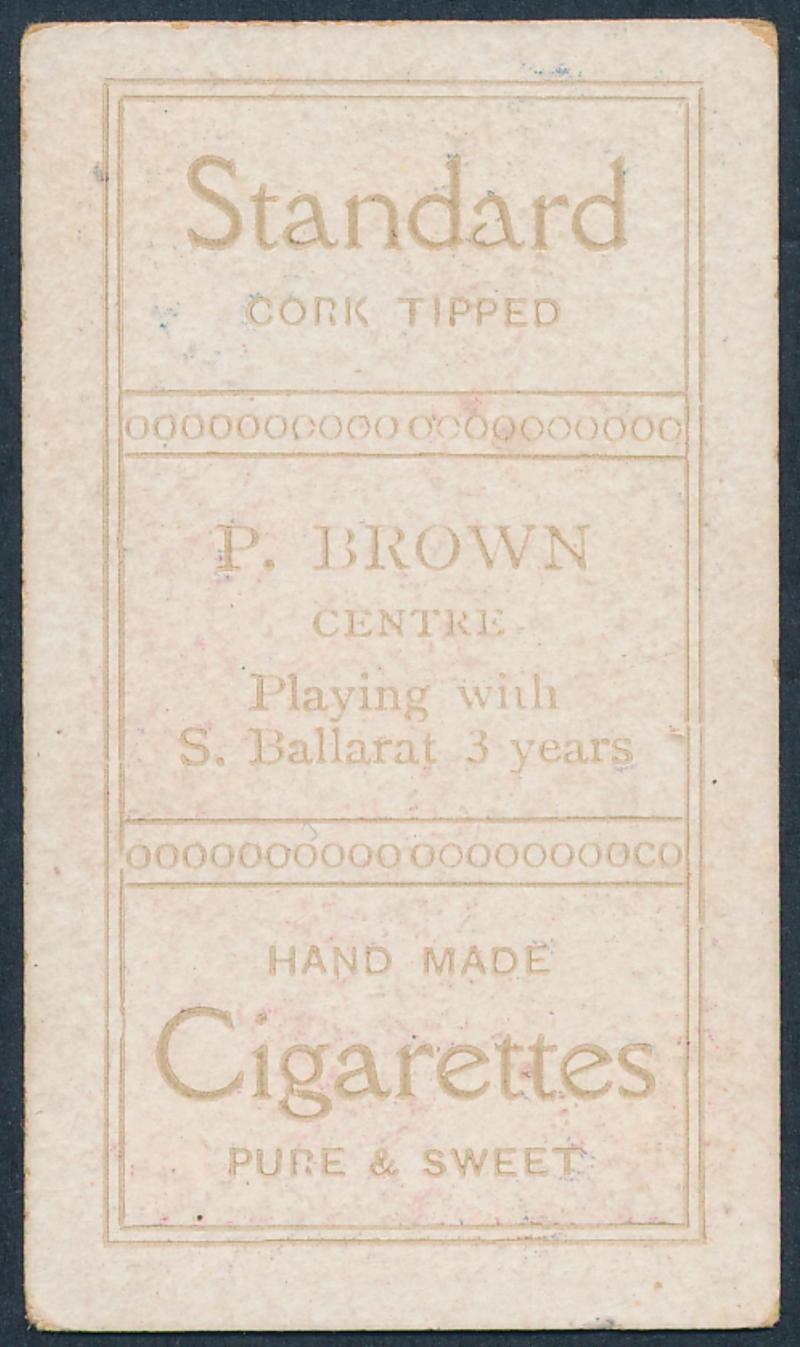 Standard
CORK TIPPED
P. BROWN
CENTRE
Playing with
S. Ballarat 3 years
HAND MADE
Cigarettes
PURE & SWEET